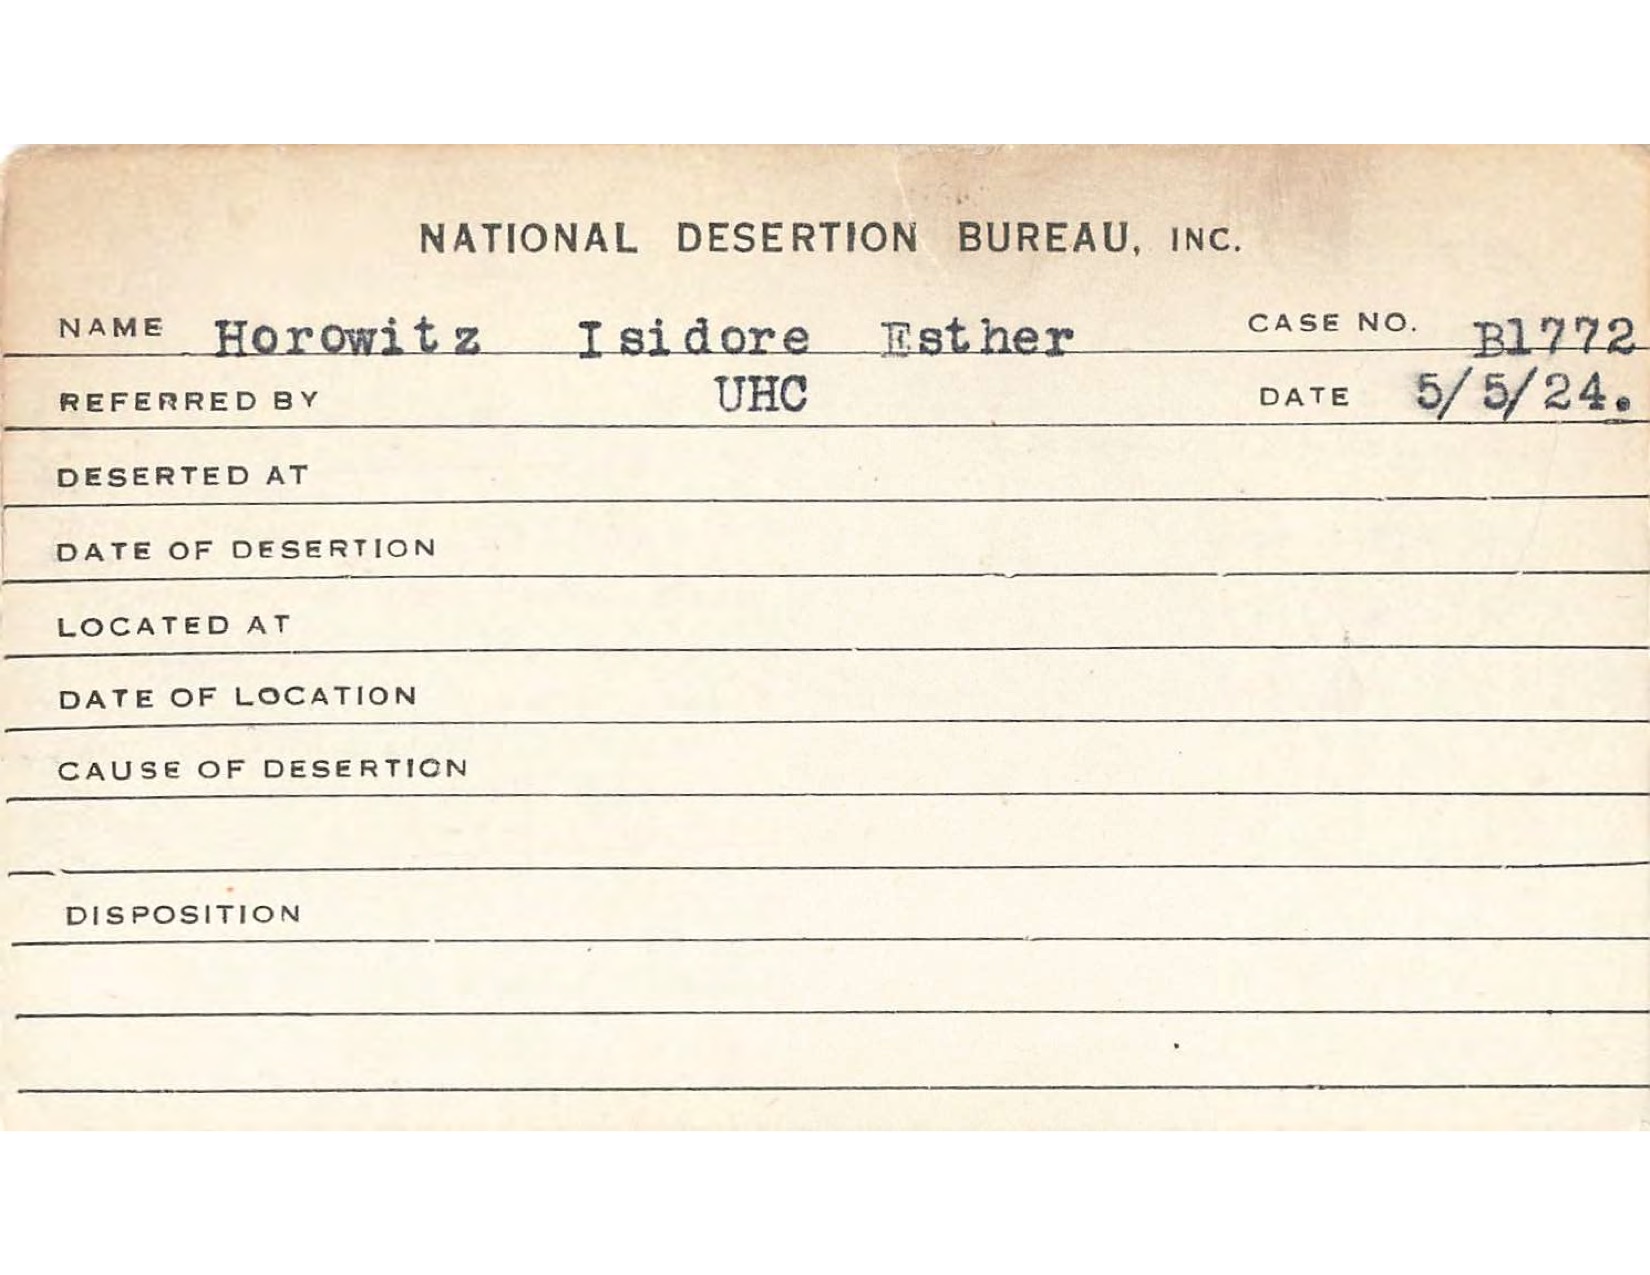 NATIONAL DESERTION BUREAU, INC.
NAME Horowitz Isidore Esther CASE NO. B1772
REFERRED BY UHC DATE 5/5/24.
DESERTED AT
DATE OF DESERTION
LOCATED AT
DATE OF LOCATION
CAUSE OF DESERTION
DISPOSITION